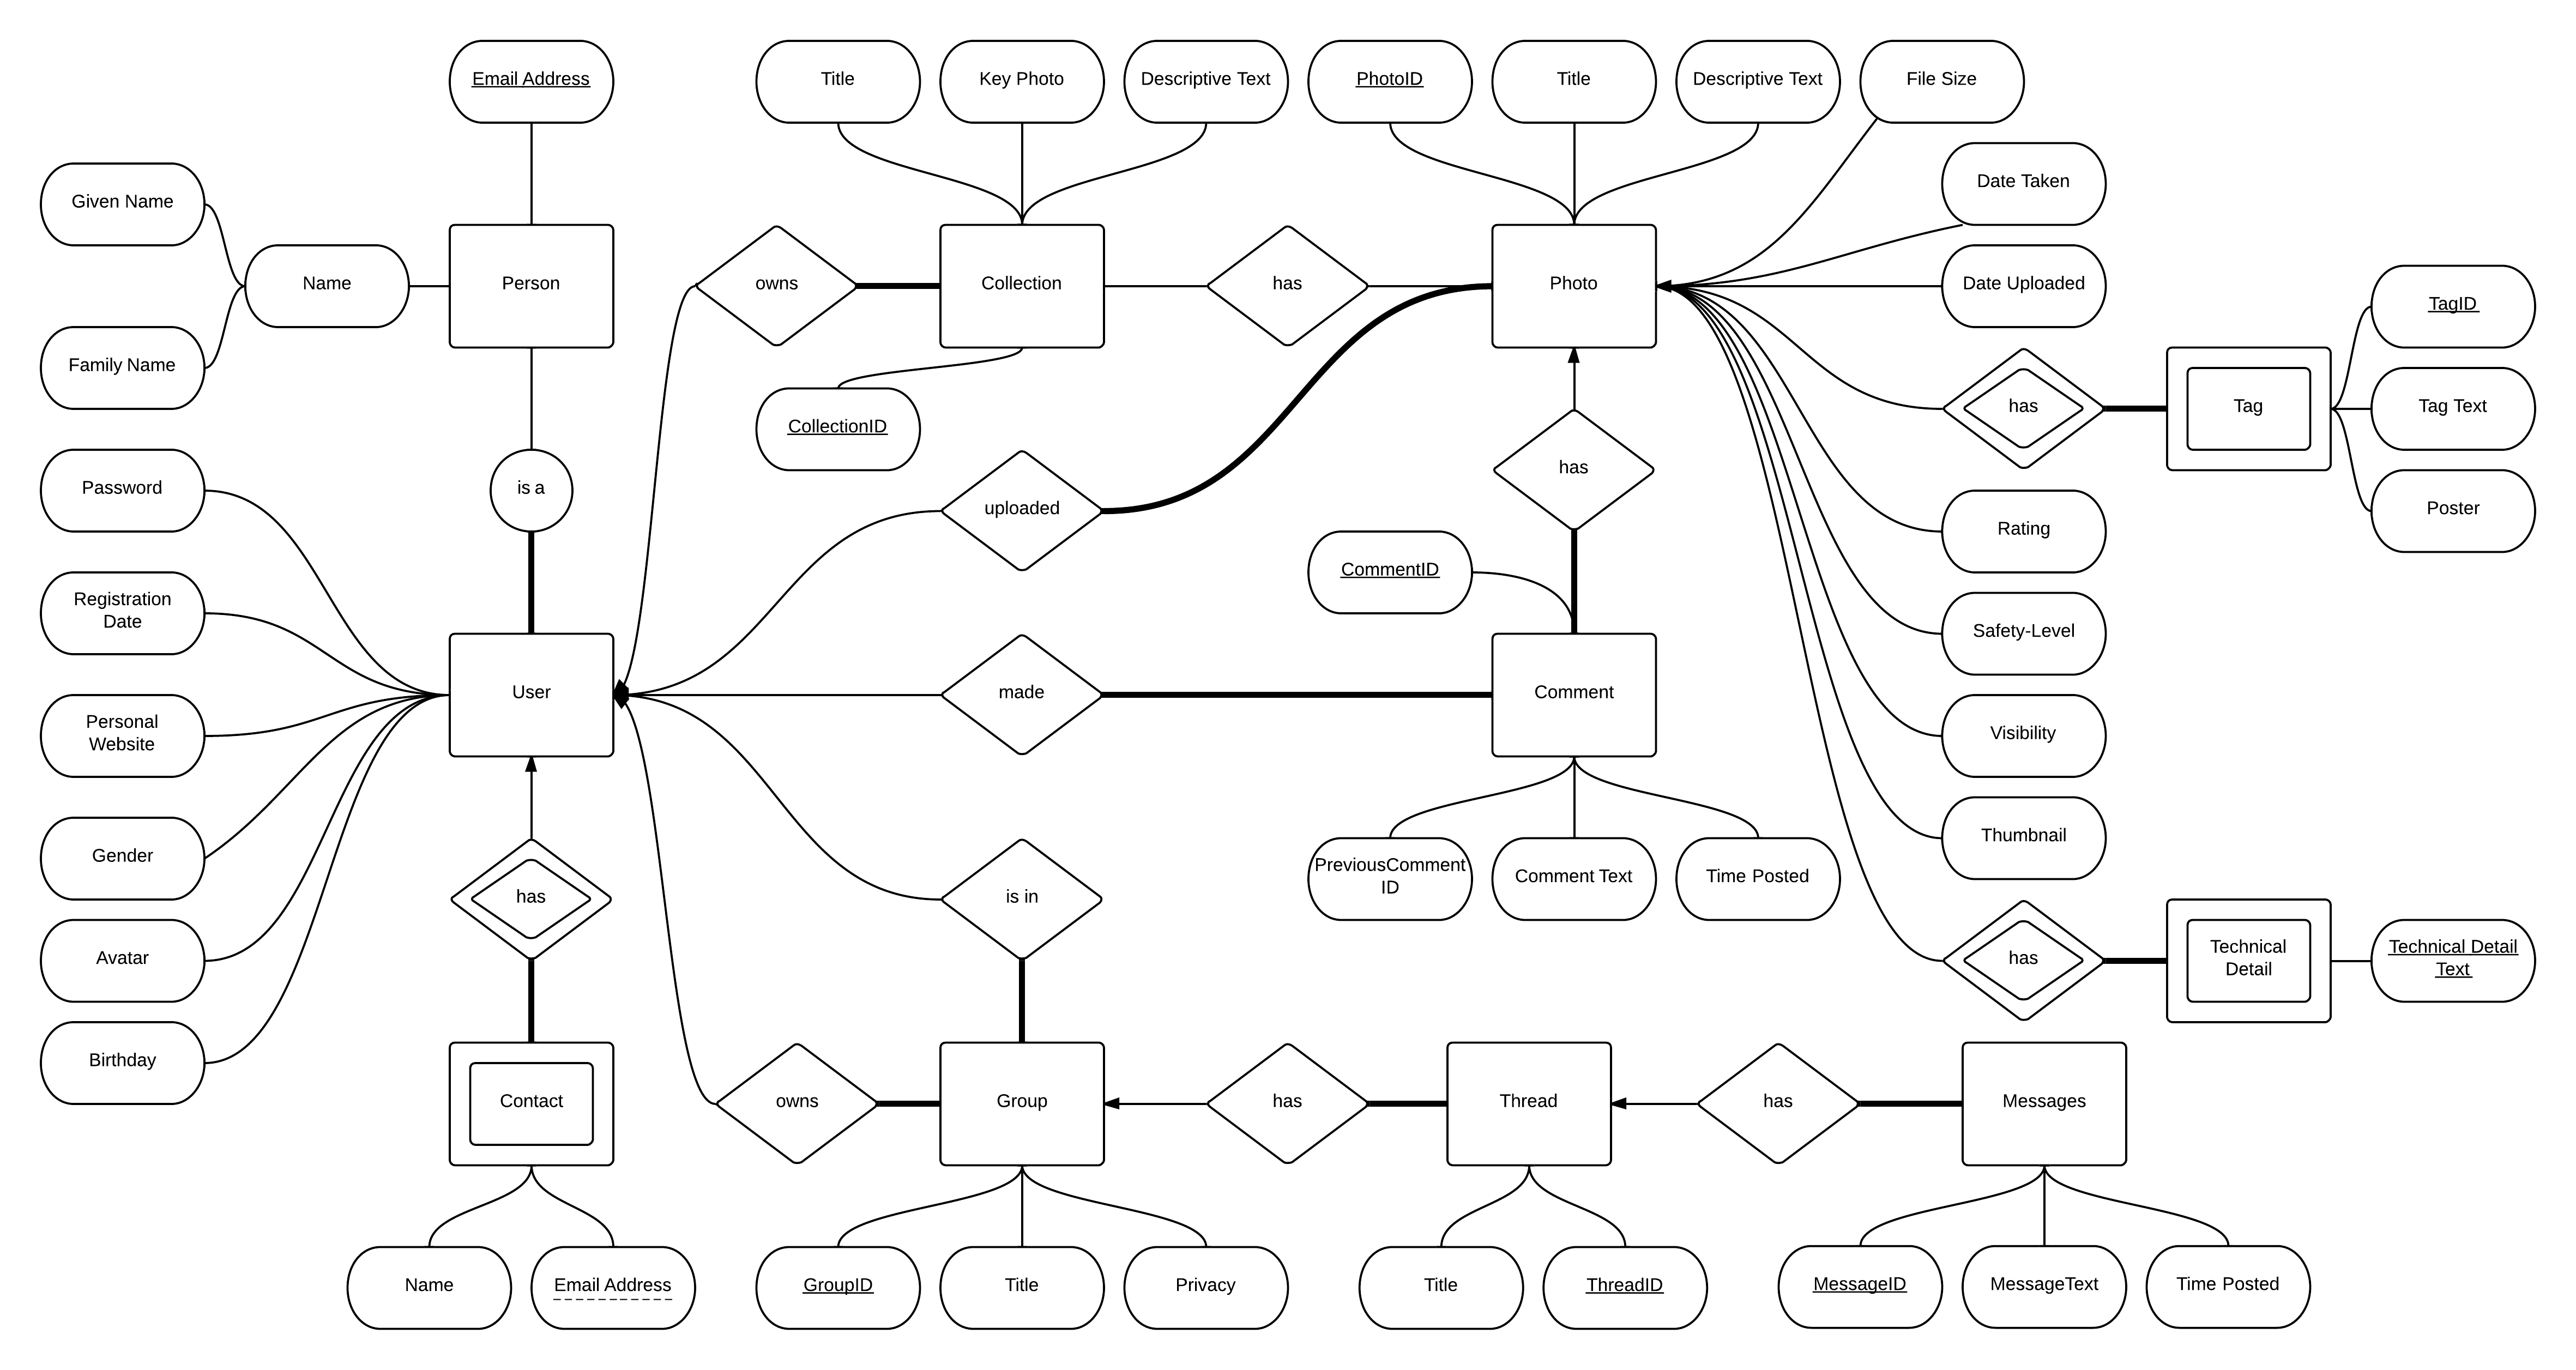 Email Address
Title
Key Photo
Descriptive Text
PhotoID
Title
Descriptive Text
File Size
Date Taken
Given Name
Name
Person
owns
Collection
has
Photo
Date Uploaded
TagID
Family Name
CollectionID
has
Tag
Tag Text
Password
is a
uploaded
has
Poster
Rating
CommentID
Registration
Date
Safety-Level
User
made
Comment
Personal
Website
Visibility
Thumbnail
Gender
has
is in
PreviousComment
ID
Comment Text
Time Posted
Avatar
has
Technical
Detail
Technical Detail
Text
Birthday
Contact
owns
Group
has
Thread
has
Messages
Name
Email Address
GroupID
Title
Privacy
Title
ThreadID
MessageID
MessageText
Time Posted